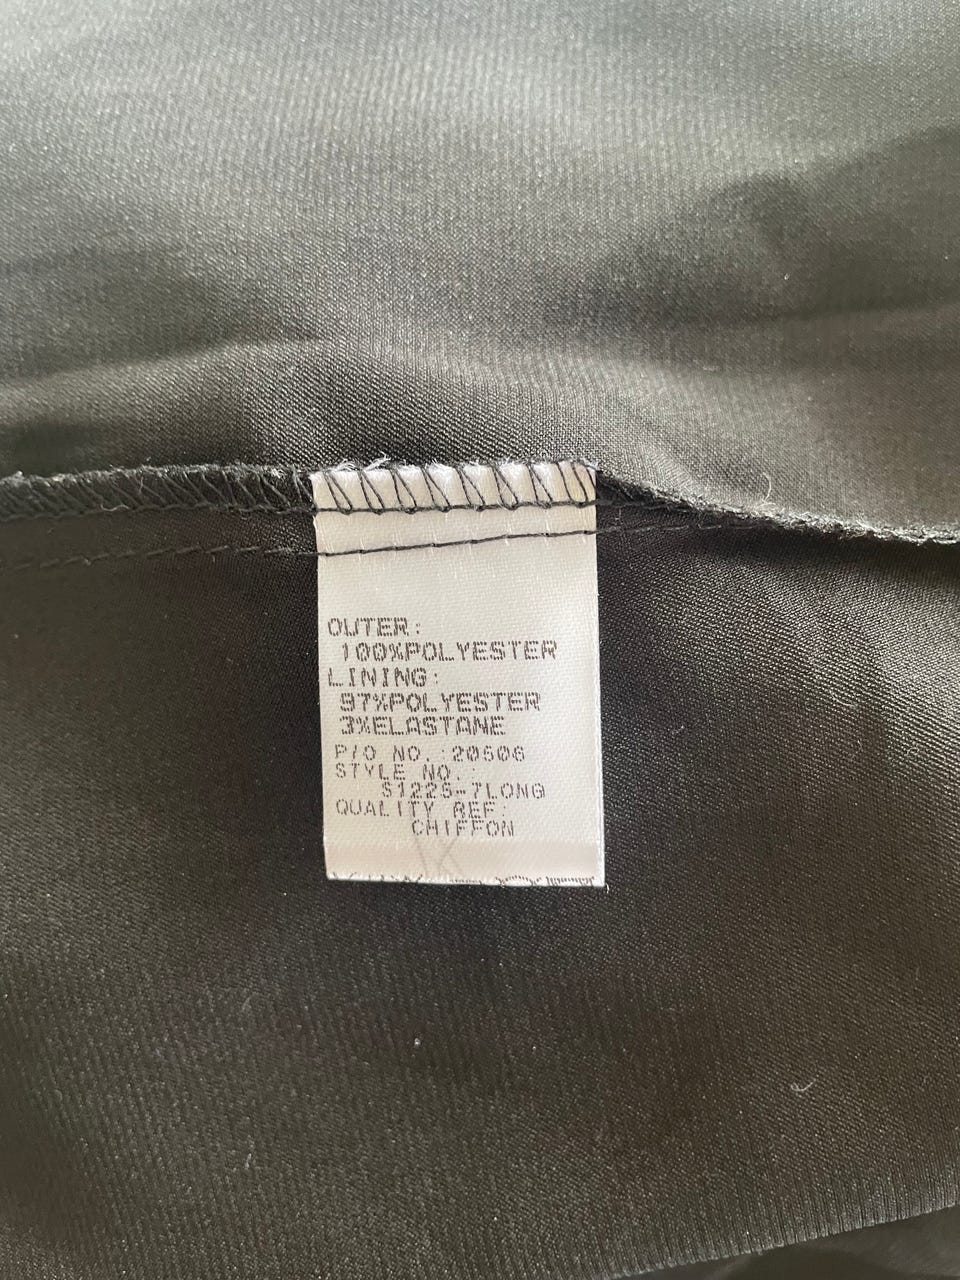 OUTER:
100%POLYESTER
LINING:
97%POLYESTER
3%ELASTANE
P/O NO.:20506
STYLE NO.:
S1225-7LONG
QUALITY REF:
CHIFFON